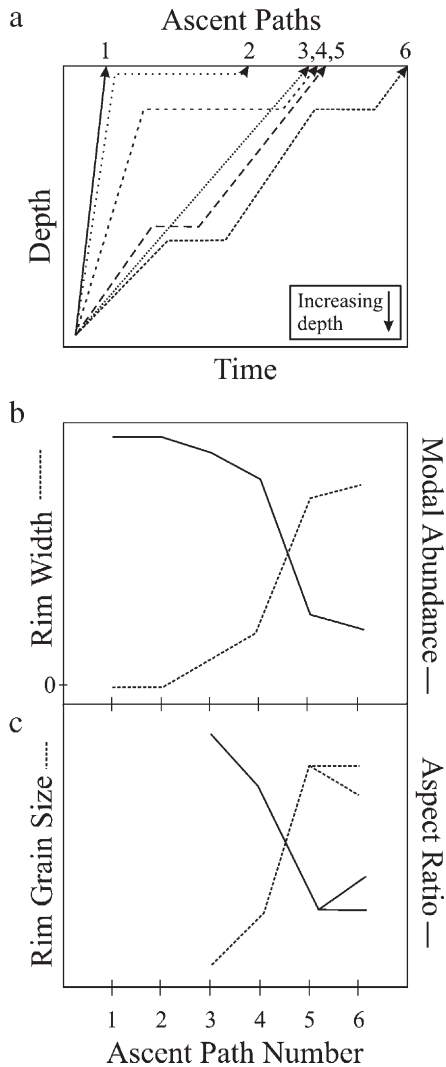 a
Ascent Paths
1 2 3,4,5 6
Depth
Increasing
depth
Time
b
Rim Width
Modal Abundance
0
c
Rim Grain Size
Aspect Ratio
1 2 3 4 5 6
Ascent Path Number